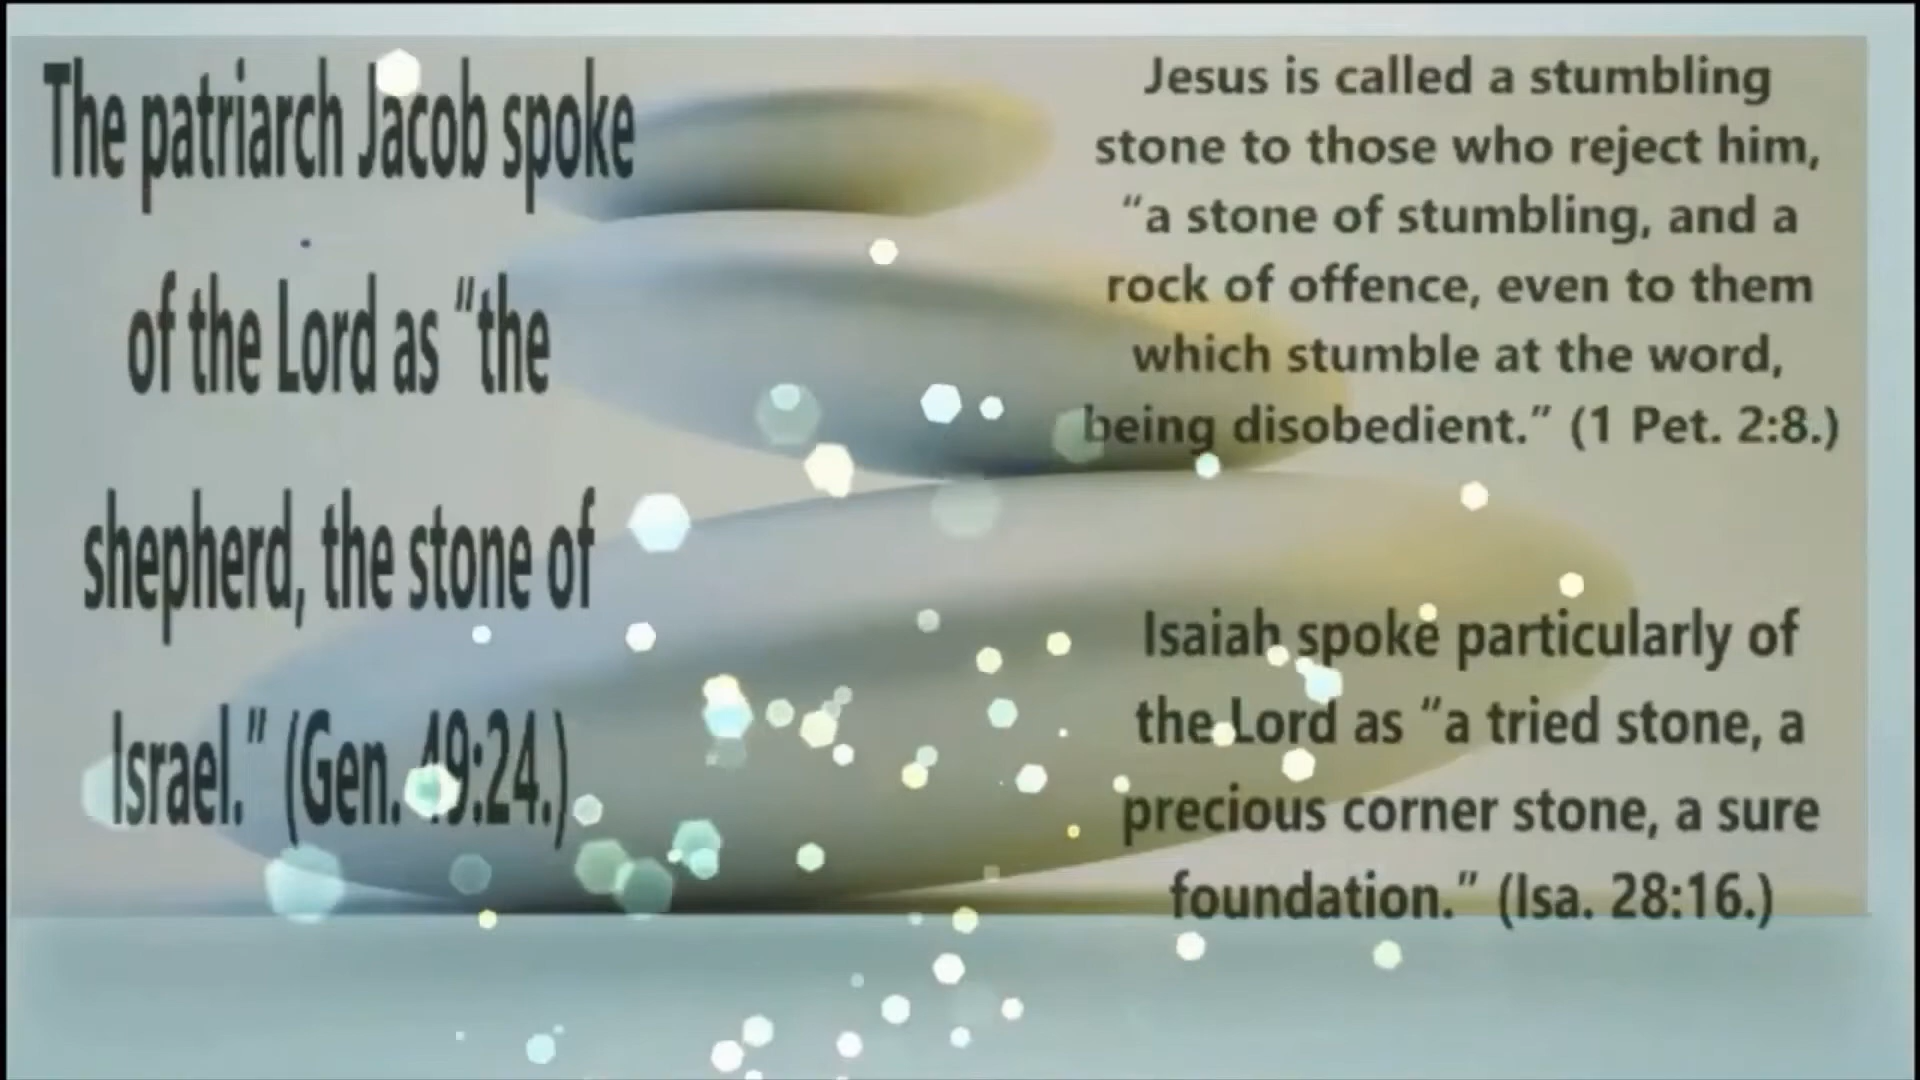 The patriarch Jacob spoke
of the Lord as “the
shepherd, the stone of
Israel.” (Gen. 49:24.)
Jesus is called a stumbling
stone to those who reject him,
“a stone of stumbling, and a
rock of offence, even to them
which stumble at the word,
being disobedient.” (1 Pet. 2:8.)
Isaiah spoke particularly of
the Lord as “a tried stone, a
precious corner stone, a sure
foundation.” (Isa. 28:16.)